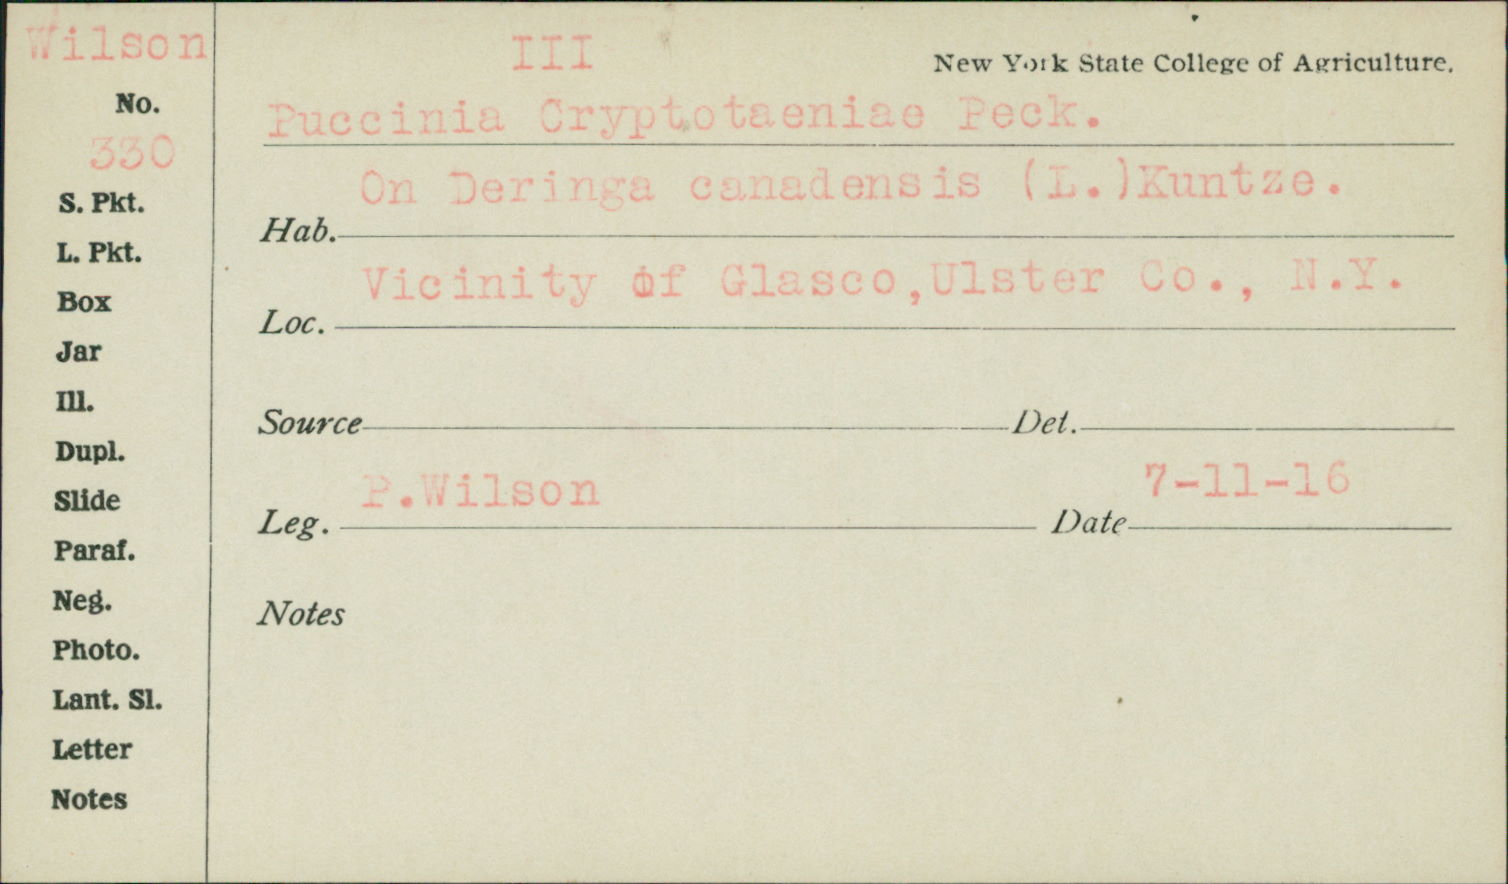 Wilson
III
New York State College of Agriculture.
No.
330
Puccinia Cryptotaeniae Peck.
On Deringa canadensis (L.)Kuntze.
Hab.
Vicinity of Glasco,Ulster Co., N.Y.
Loc.
Source Det.
P.Wilson 7-11-16
Leg. Date
Notes
S. Pkt.
L. Pkt.
Box
Jar
Ill.
Dupl.
Slide
Paraf.
Neg.
Photo.
Lant. Sl.
Letter
Notes